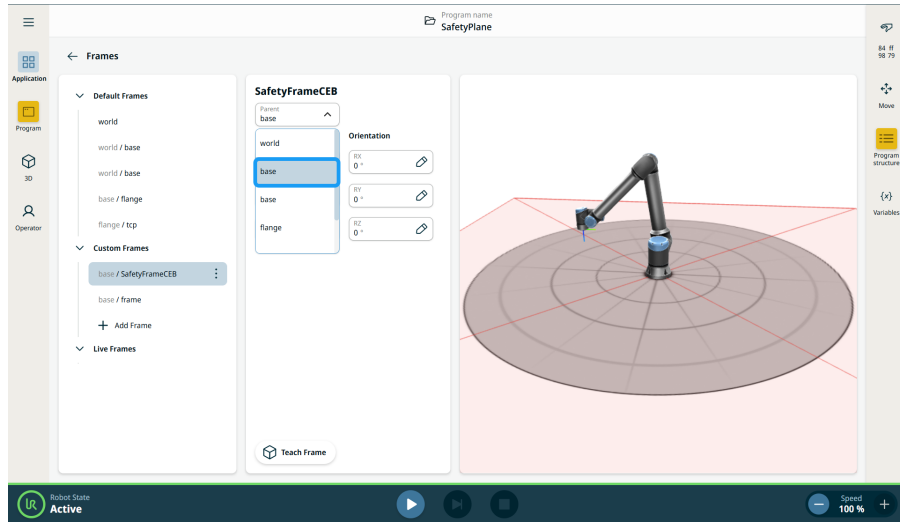 Program name
SafetyPlane
84 ff
98 79
Frames
Application
Program
3D
Operator
Move
Program
structure
{x}
Variables
Default Frames
world
world / base
world / base
base / flange
flange / tcp
Custom Frames
base / SafetyFrameCEB
base / frame
+ Add Frame
Live Frames
SafetyFrameCEB
Parent
base
world
base
base
flange
Orientation
RX
0 °
RY
0 °
RZ
0 °
Teach Frame
Robot State
Active
Speed
100 %